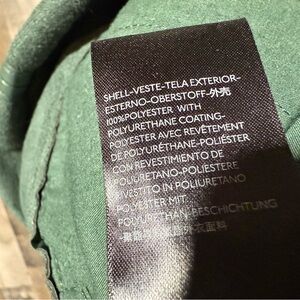 SHELL-VESTE-TELA EXTERIOR-
ESTERNO-OBERSTOFF-外壳
100%POLYESTER WITH
POLYURETHANE COATING-
POLYESTER AVEC REVÊTEMENT
DE POLYURÉTHANE-POLIÉSTER
CON REVESTIMIENTO DE
POLIURETANO-POLIESTERE
RIVESTITO IN POLIURETANO
POLYESTER MIT
POLYURETHAN-BESCHICHTUNG